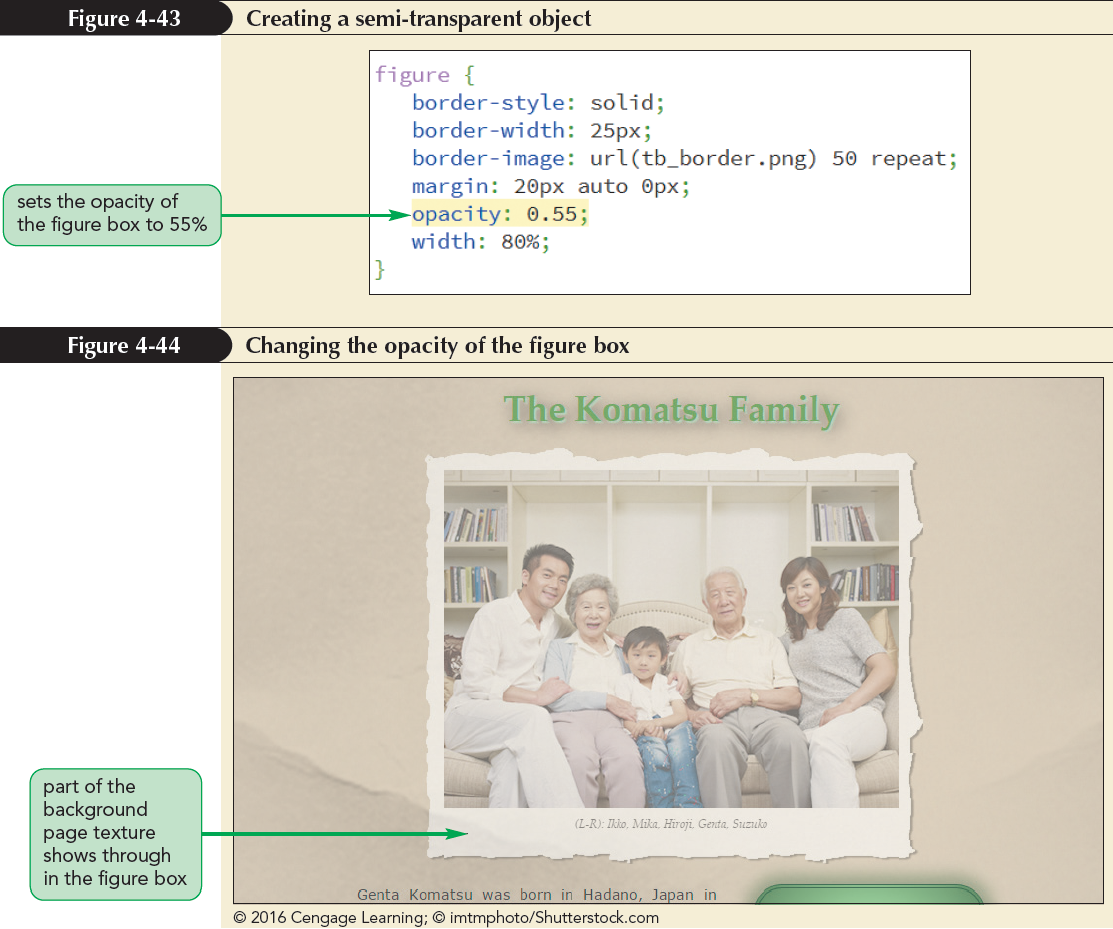 Figure 4-43
Creating a semi-transparent object
figure {
border-style: solid;
border-width: 25px;
border-image: url(tb_border.png) 50 repeat;
margin: 20px auto 0px;
opacity: 0.55;
width: 80%;
}
sets the opacity of
the figure box to 55%
Figure 4-44
Changing the opacity of the figure box
The Komatsu Family
(L-R): Ikko, Mika, Hiroji, Genta, Suzuko
part of the
background
page texture
shows through
in the figure box
Genta Komatsu was born in Hadano, Japan in
© 2016 Cengage Learning; © imtmphoto/Shutterstock.com